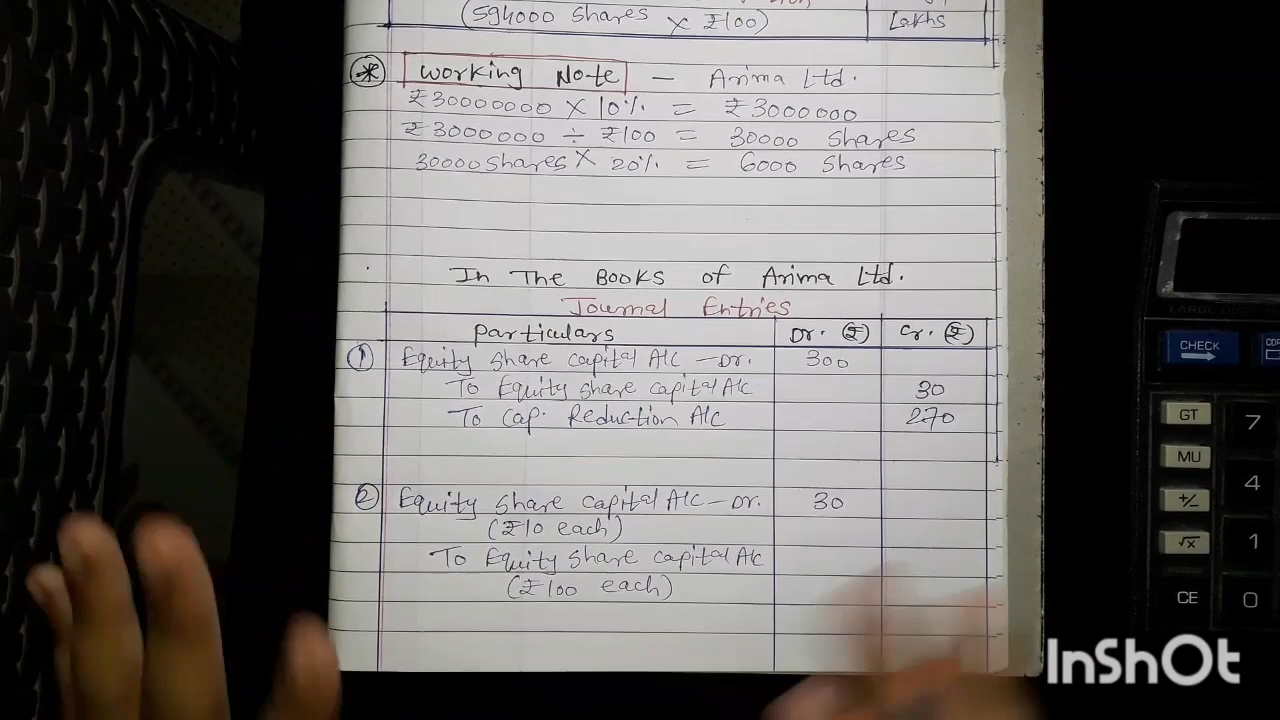 (594000 shares × ₹100) Lakhs
* Working Note — Arima Ltd.
₹30000000 × 10% = ₹3000000
₹3000000 ÷ ₹100 = 30000 shares
30000 shares × 20% = 6000 shares
In The Books of Arima Ltd.
Journal Entries
Particulars Dr. (₹) Cr. (₹)
1 Equity share capital A/c — Dr. 300
To Equity share capital A/c 30
To Cap. Reduction A/c 270
2 Equity share capital A/c — Dr. 30
(₹10 each)
To Equity share capital A/c
(₹100 each)
CHECK
GT 7
MU
+/- 4
√x 1
CE 0
InShOt